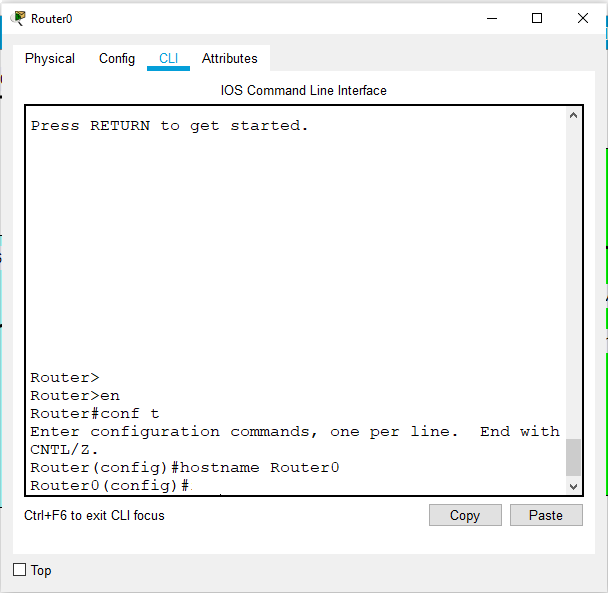 Router0
Physical Config CLI Attributes
IOS Command Line Interface
Press RETURN to get started.
Router>
Router>en
Router#conf t
Enter configuration commands, one per line.  End with
CNTL/Z.
Router(config)#hostname Router0
Router0(config)#
Ctrl+F6 to exit CLI focus
Copy Paste
Top